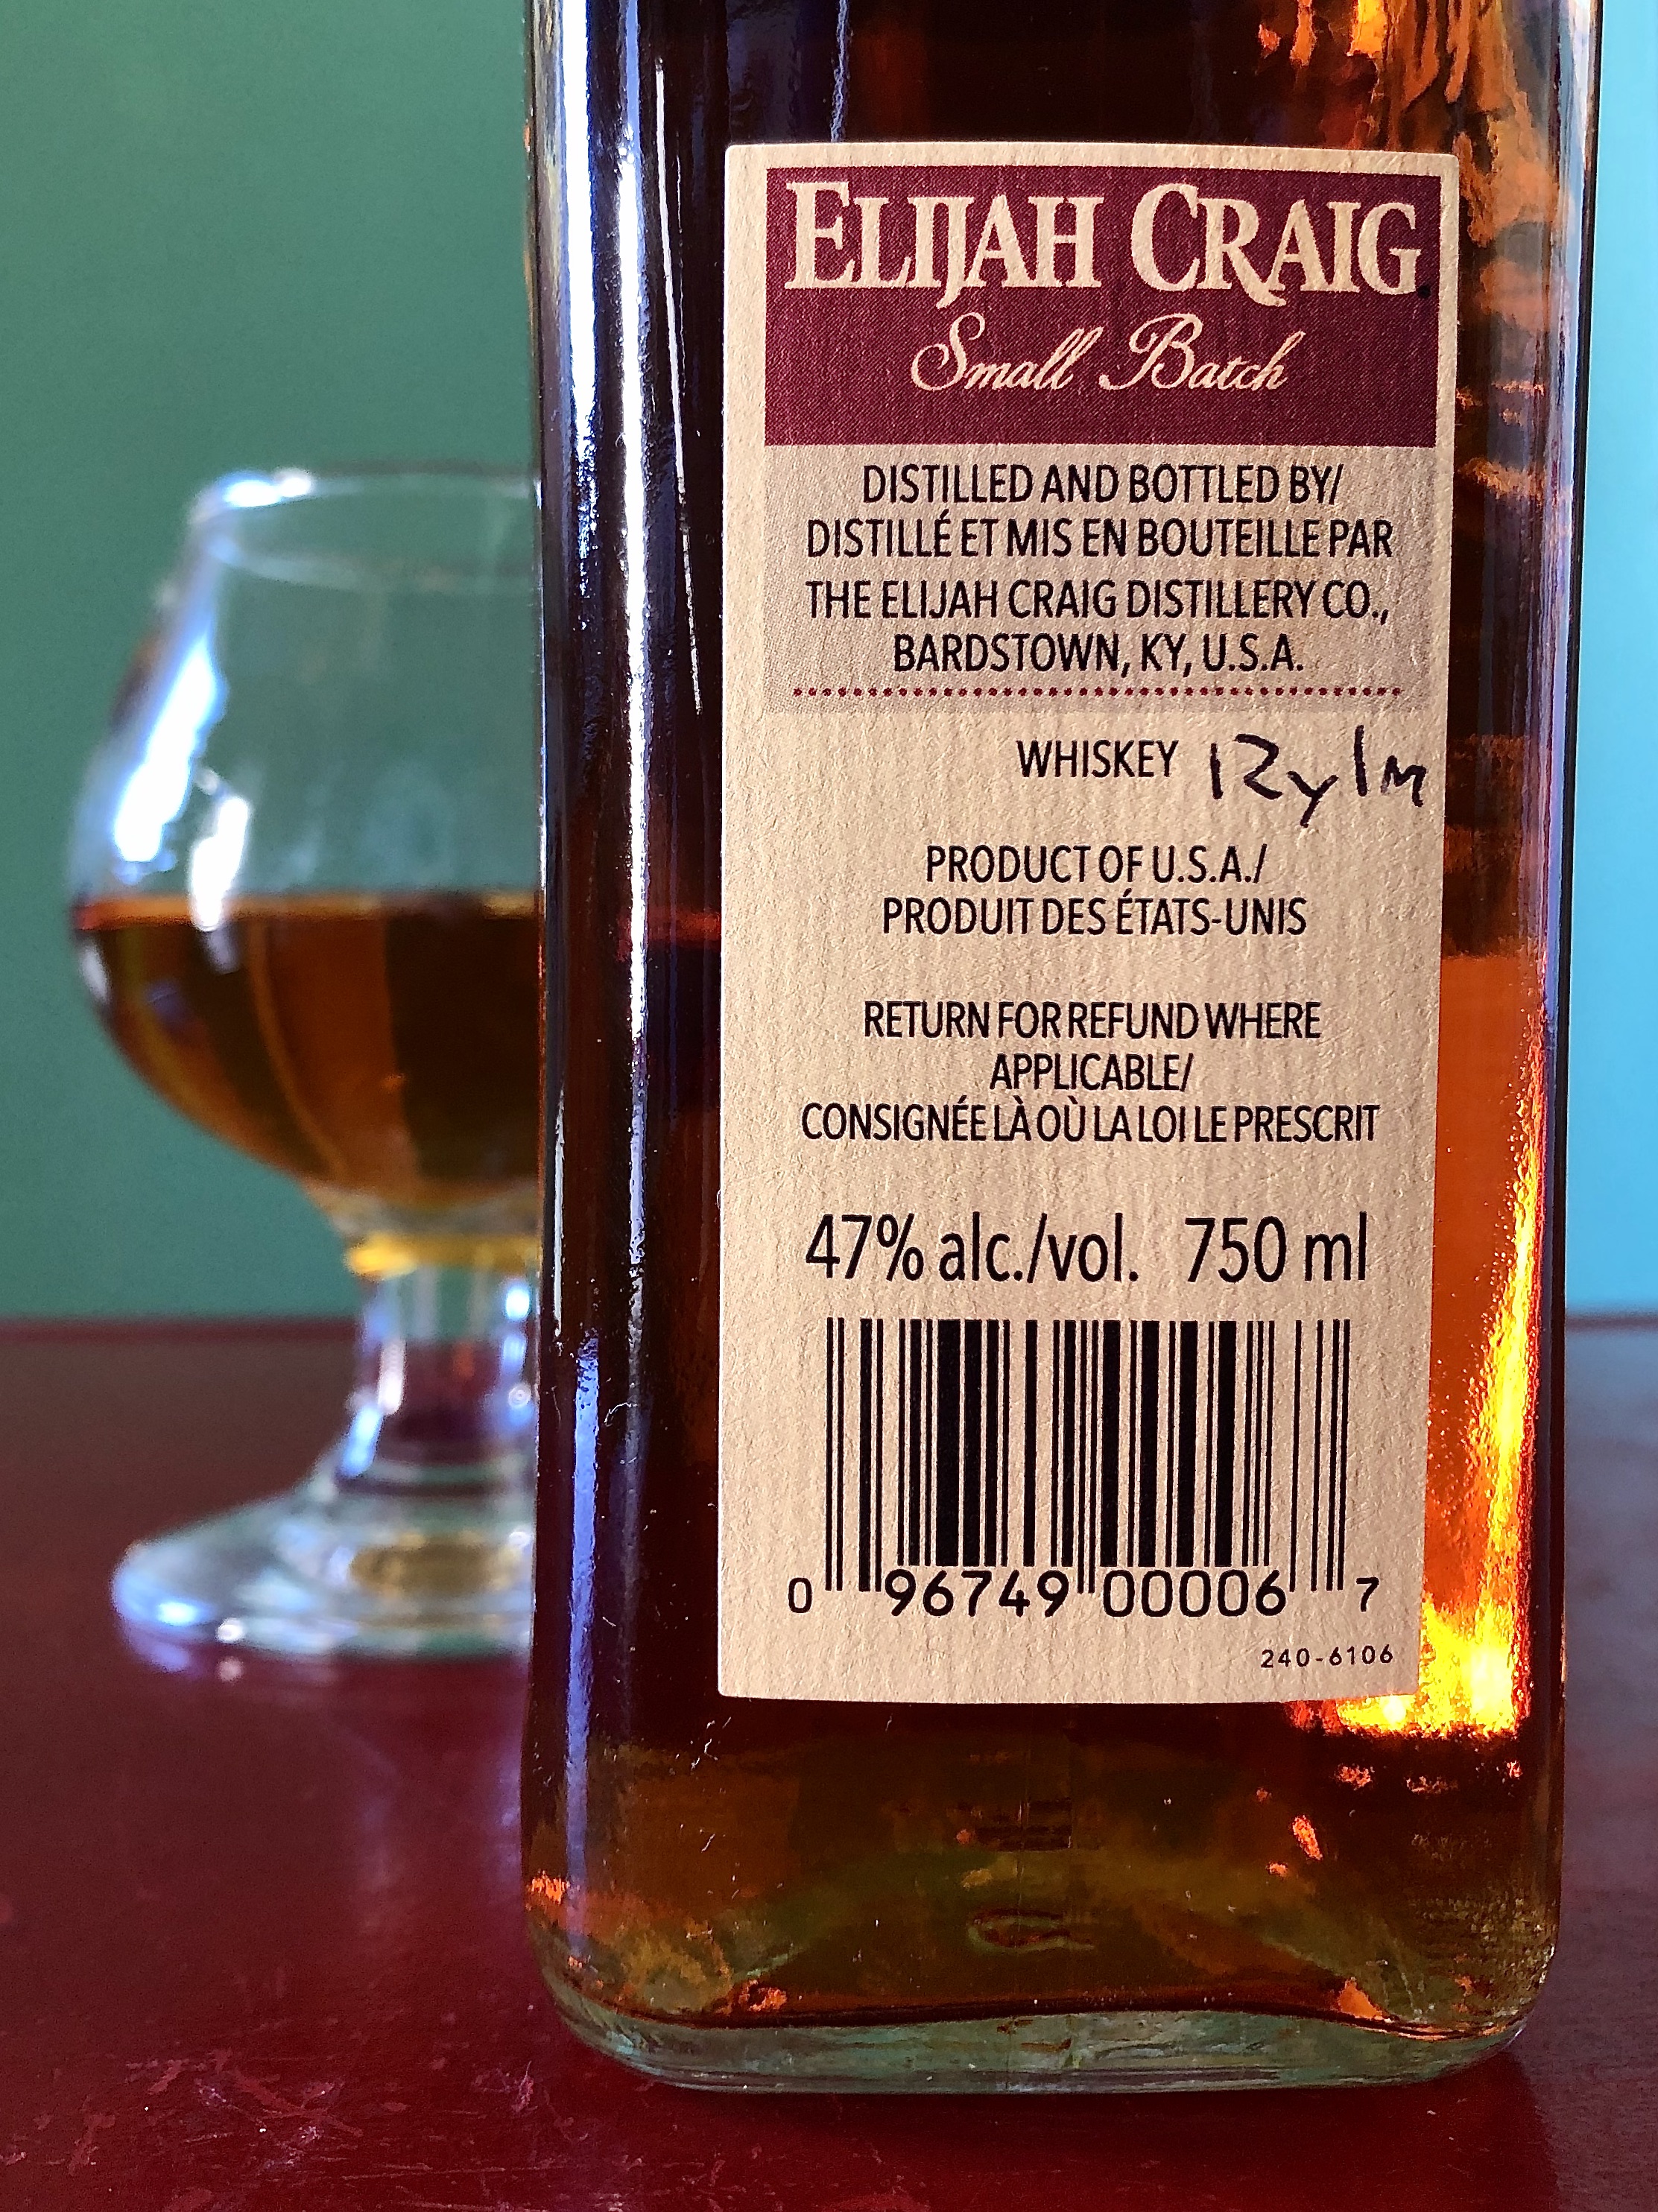 ELIJAH CRAIG
Small Batch
DISTILLED AND BOTTLED BY/
DISTILLÉ ET MIS EN BOUTEILLE PAR
THE ELIJAH CRAIG DISTILLERY CO.,
BARDSTOWN, KY, U.S.A.
WHISKEY 12y1m
PRODUCT OF U.S.A./
PRODUIT DES ÉTATS-UNIS
RETURN FOR REFUND WHERE
APPLICABLE/
CONSIGNÉE LÀ OÙ LA LOI LE PRESCRIT
47% alc./vol. 750 ml
0 96749 00006 7
240-6106